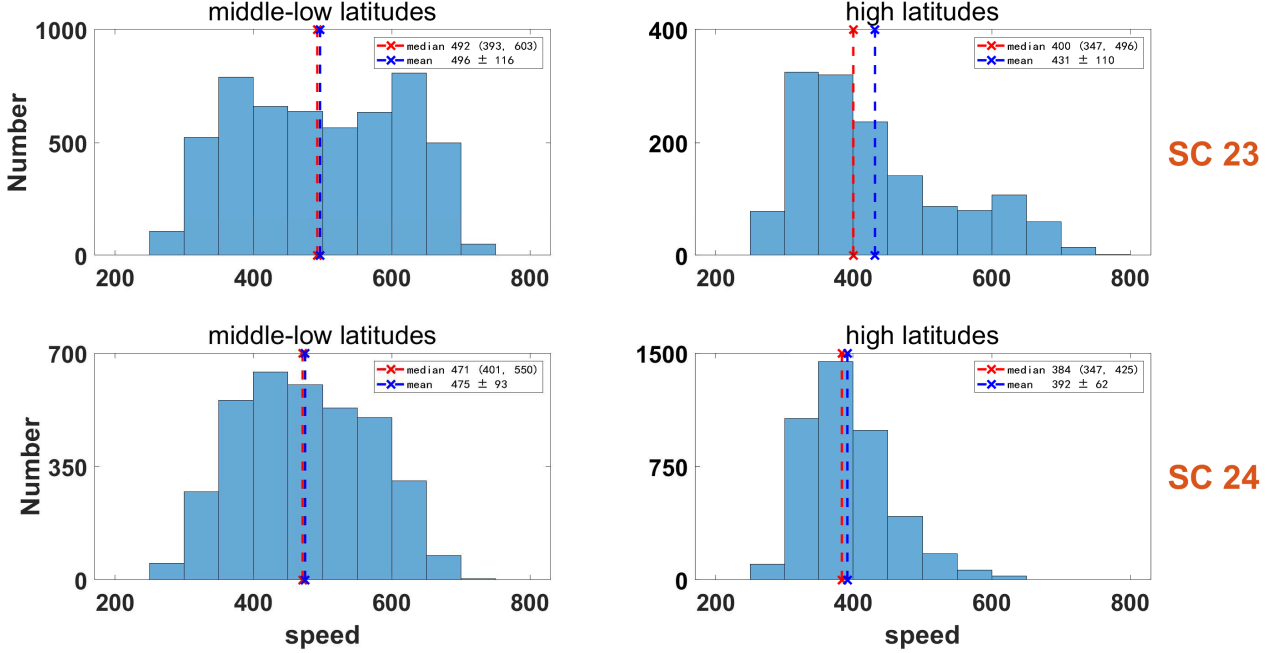 middle-low latitudes
1000
500
0
200 400 600 800
Number
median 492 (393, 603)
mean 496 ± 116
high latitudes
400
200
0
200 400 600 800
median 400 (347, 496)
mean 431 ± 110
SC 23
middle-low latitudes
700
350
0
200 400 600 800
Number
speed
median 471 (401, 550)
mean 475 ± 93
high latitudes
1500
750
0
200 400 600 800
speed
median 384 (347, 425)
mean 392 ± 62
SC 24